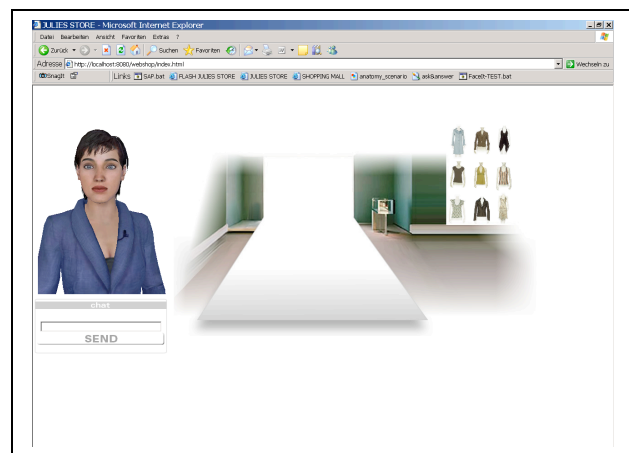 JULIES STORE - Microsoft Internet Explorer
Datei Bearbeiten Ansicht Favoriten Extras ?
Zurück Suchen Favoriten
Adresse http://localhost:8080/webshop/index.html Wechseln zu
SnagIt Links SAP.bat FLASH JULIES STORE JULIES STORE SHOPPING MALL anatomy_scenario ask&answer FaceIt-TEST.bat
chat
SEND